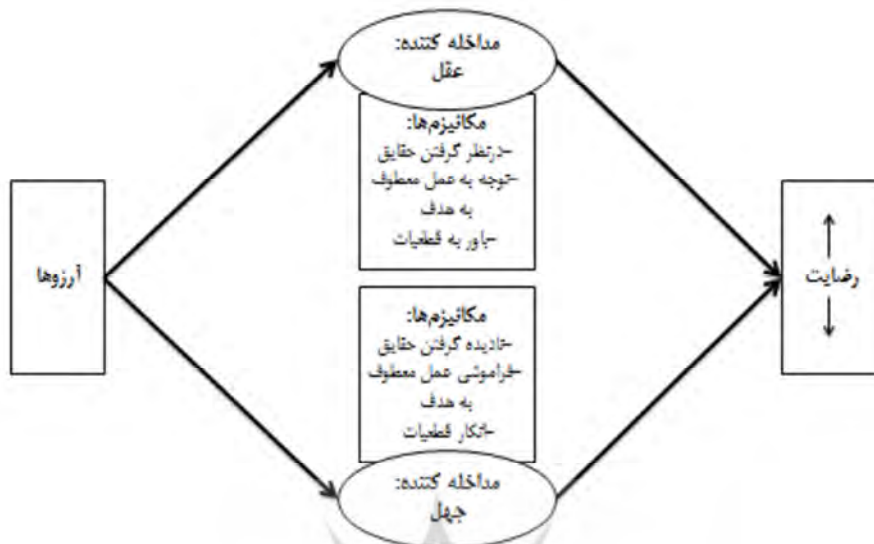 مداخله کننده:
عقل
مکانیزم‌ها:
-درنظر گرفتن حقایق
-توجه به عمل معطوف
به هدف
-باور به قطعیات
آرزوها
رضایت
مکانیزم‌ها:
-نادیده گرفتن حقایق
-فراموشی عمل معطوف
به هدف
-انکار قطعیات
مداخله کننده:
جهل